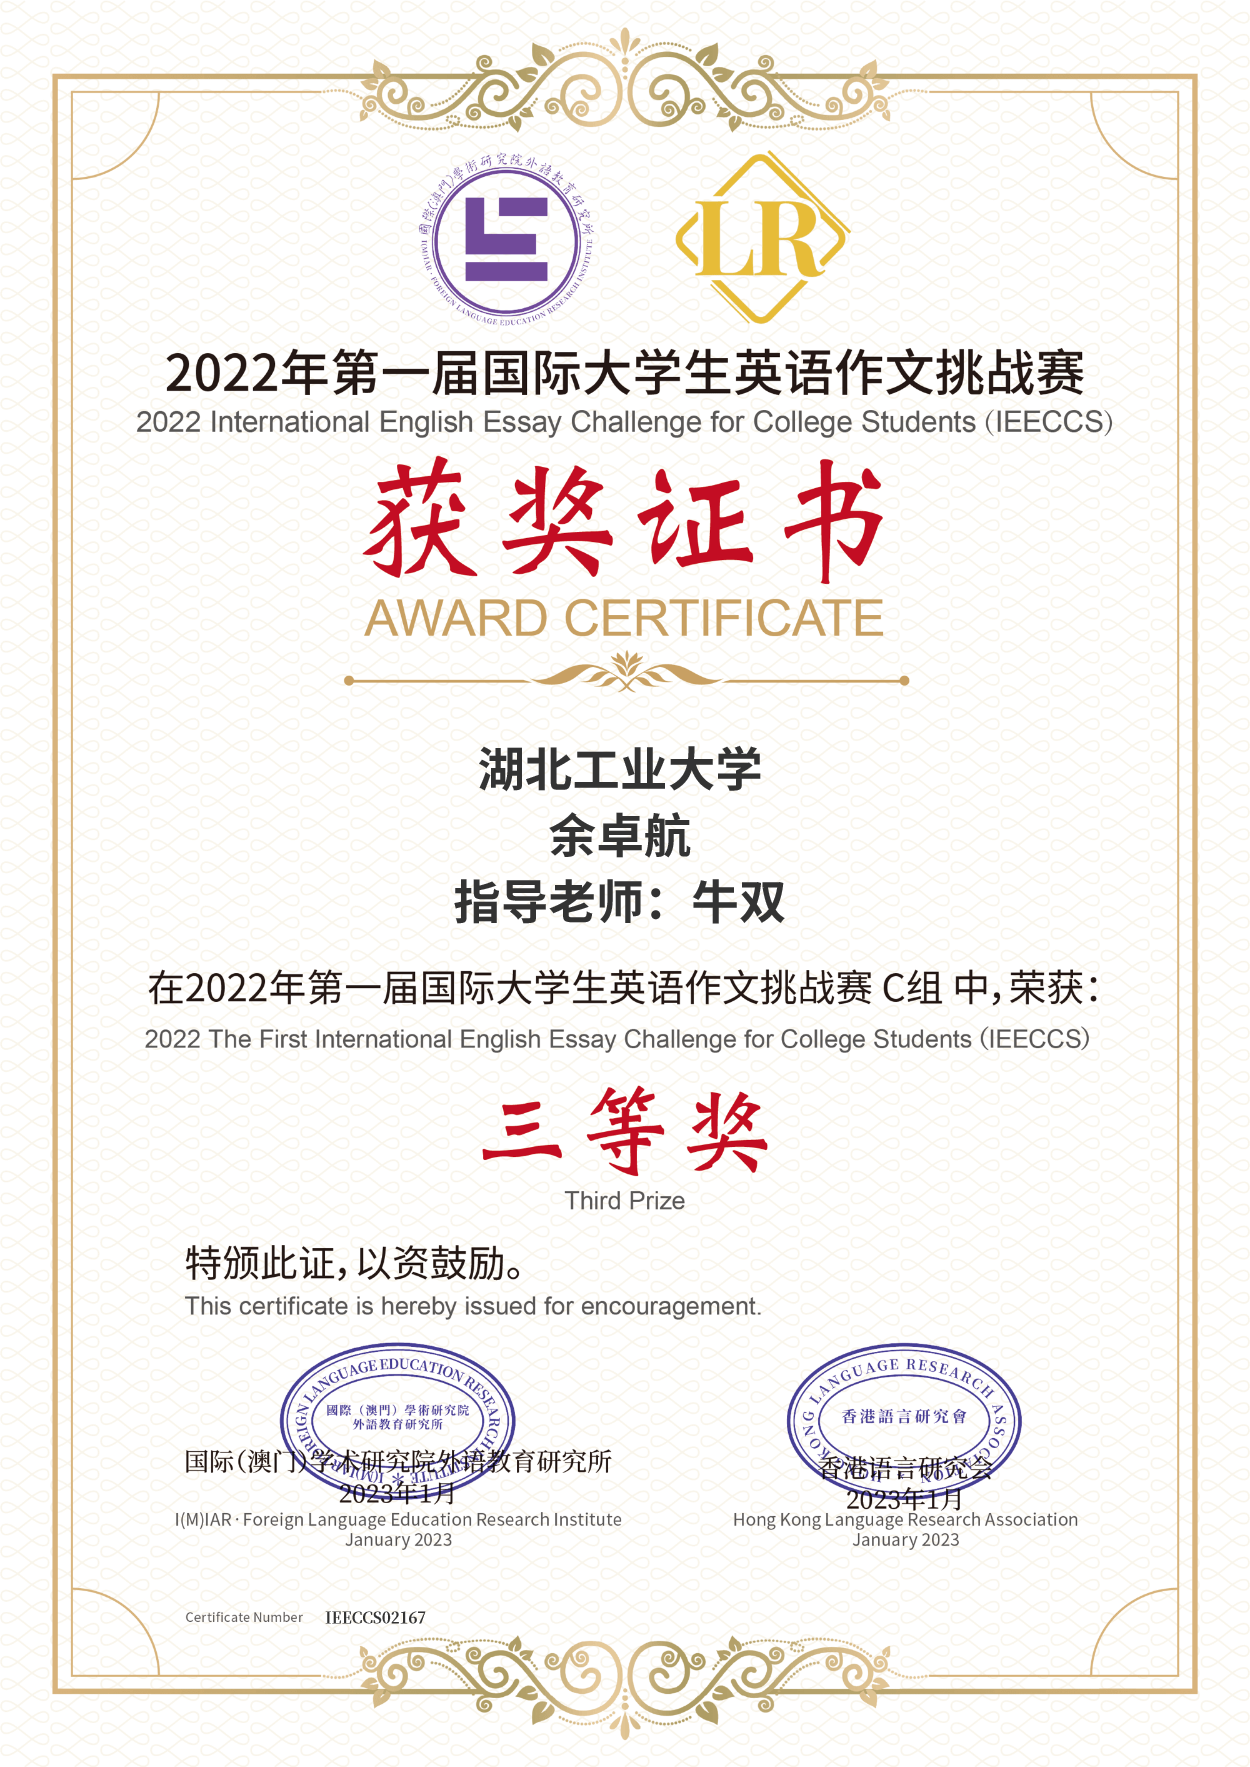 國際(澳門)學術研究院外語教育研究所
I(M)IAR · FOREIGN LANGUAGE EDUCATION RESEARCH INSTITUTE
LR
2022年第一届国际大学生英语作文挑战赛
2022 International English Essay Challenge for College Students (IEECCS)
获奖证书
AWARD CERTIFICATE
湖北工业大学
余卓航
指导老师：牛双
在2022年第一届国际大学生英语作文挑战赛 C组 中，荣获：
2022 The First International English Essay Challenge for College Students (IEECCS)
三等奖
Third Prize
特颁此证，以资鼓励。
This certificate is hereby issued for encouragement.
I(M)IAR FOREIGN LANGUAGE EDUCATION RESEARCH INSTITUTE
國際（澳門）學術研究院
外語教育研究所
国际（澳门）学术研究院外语教育研究所
2023年1月
I(M)IAR · Foreign Language Education Research Institute
January 2023
HONG KONG LANGUAGE RESEARCH ASSOCIATION
香港語言研究會
香港语言研究会
2023年1月
Hong Kong Language Research Association
January 2023
Certificate Number IEECCS02167